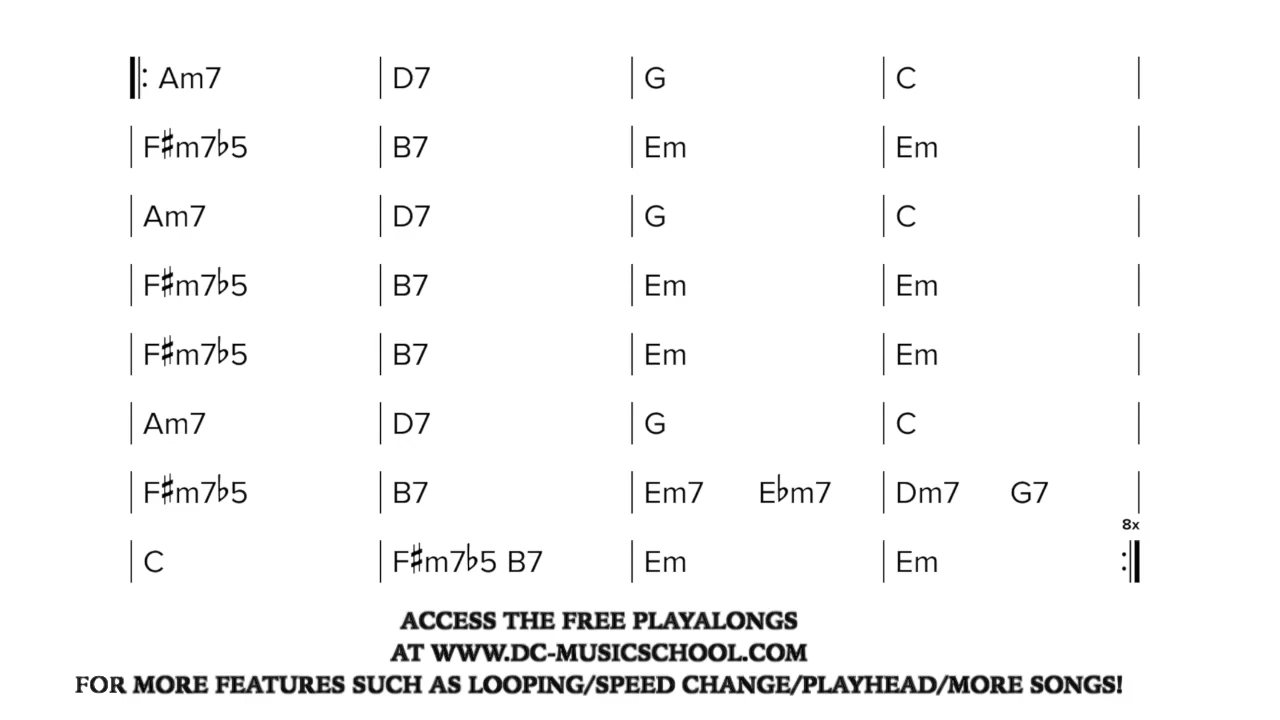 : Am7 | D7 | G | C |
| F♯m7♭5 | B7 | Em | Em |
| Am7 | D7 | G | C |
| F♯m7♭5 | B7 | Em | Em |
| F♯m7♭5 | B7 | Em | Em |
| Am7 | D7 | G | C |
| F♯m7♭5 | B7 | Em7 E♭m7 | Dm7 G7 |
8x
| C | F♯m7♭5 B7 | Em | Em :
ACCESS THE FREE PLAYALONGS
AT WWW.DC-MUSICSCHOOL.COM
FOR MORE FEATURES SUCH AS LOOPING/SPEED CHANGE/PLAYHEAD/MORE SONGS!